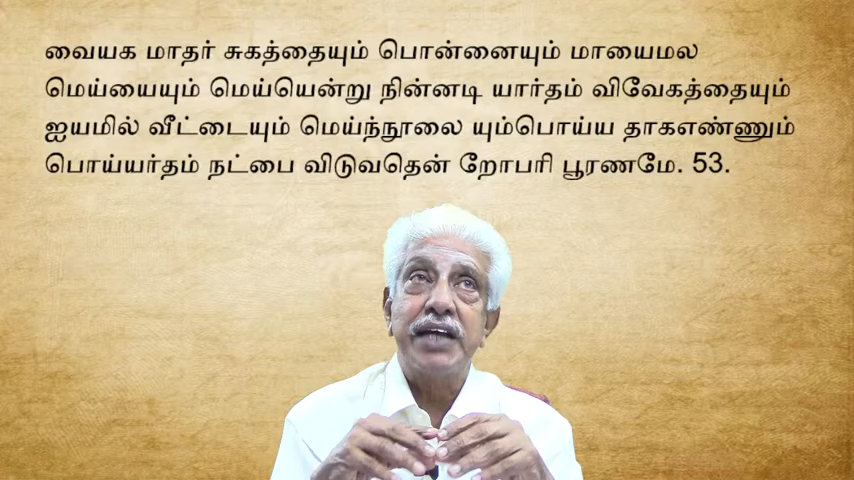 வையக மாதர் சுகத்தையும் பொன்னையும் மாயைமல
மெய்யையும் மெய்யென்று நின்னடி யார்தம் விவேகத்தையும்
ஐயமில் வீட்டையும் மெய்ந்நூலை யும்பொய்ய தாகஎண்ணும்
பொய்யர்தம் நட்பை விடுவதென் றோபரி பூரணமே. 53.